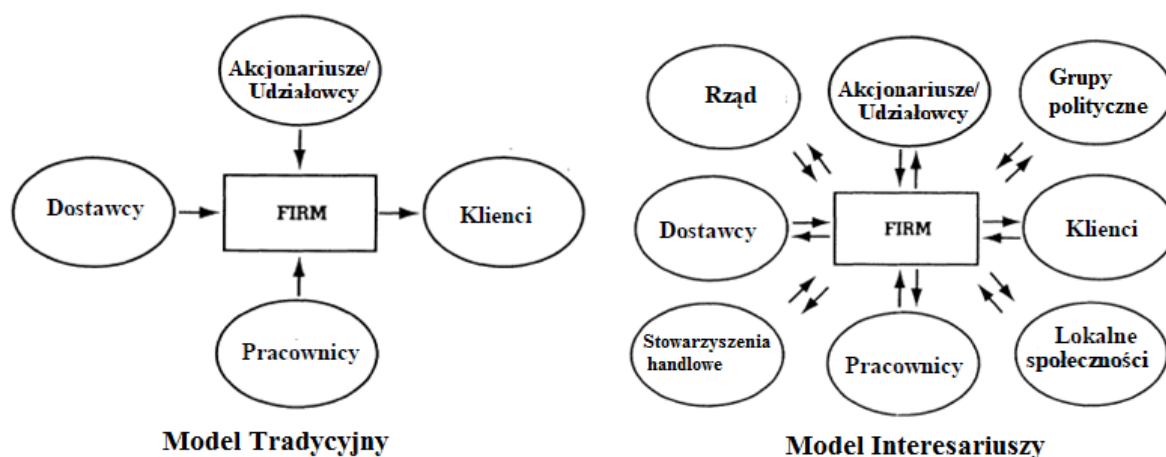 Akcjonariusze/
Udziałowcy
Dostawcy
FIRM
Klienci
Pracownicy
Model Tradycyjny
Rząd
Akcjonariusze/
Udziałowcy
Grupy
polityczne
Dostawcy
FIRM
Klienci
Stowarzyszenia
handlowe
Pracownicy
Lokalne
społeczności
Model Interesariuszy